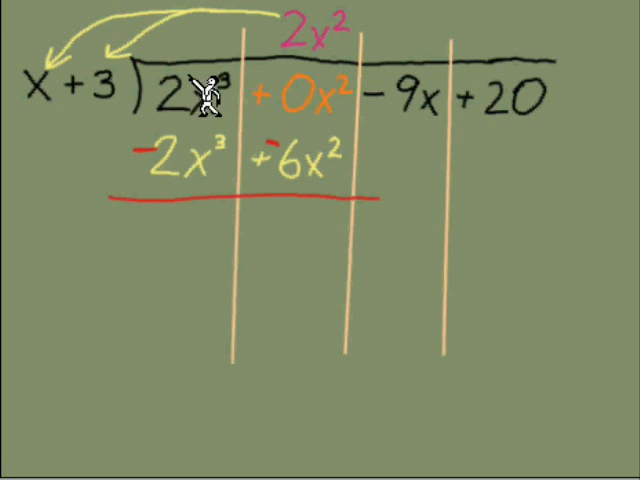 2x²
x + 3 ) 2x³ + 0x² - 9x + 20
-2x³ +- 6x²